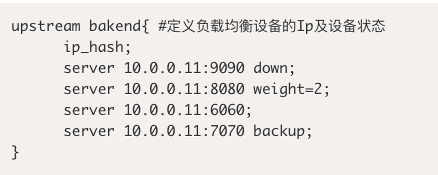 upstream bakend{ #定义负载均衡设备的Ip及设备状态
ip_hash;
server 10.0.0.11:9090 down;
server 10.0.0.11:8080 weight=2;
server 10.0.0.11:6060;
server 10.0.0.11:7070 backup;
}